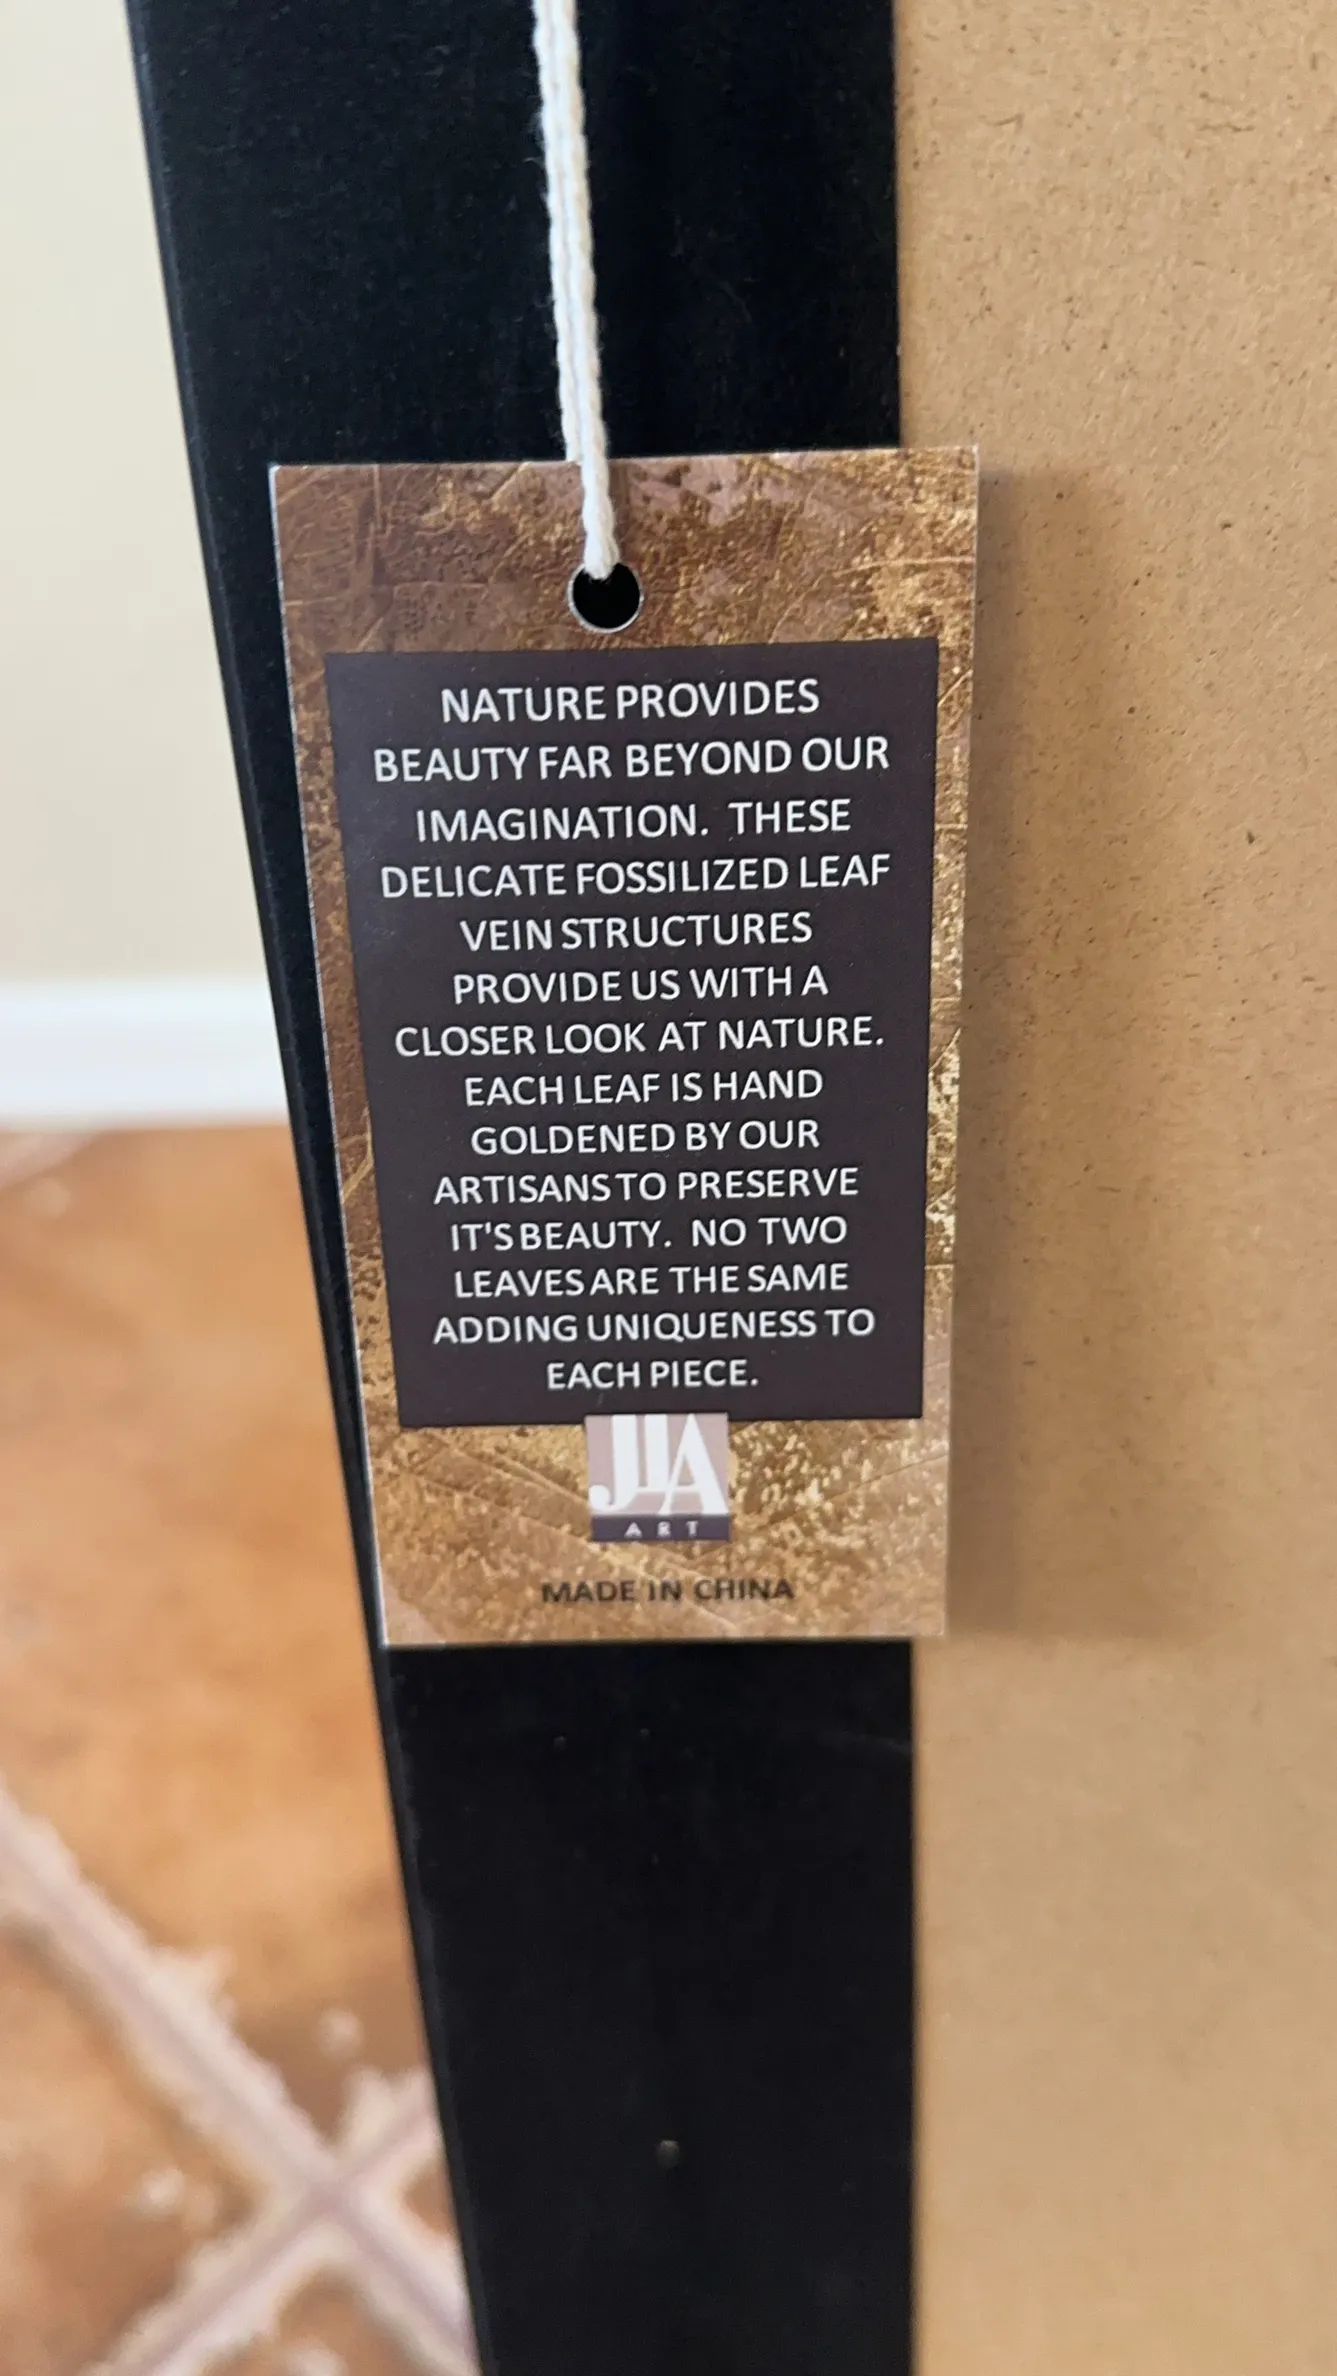 NATURE PROVIDES
BEAUTY FAR BEYOND OUR
IMAGINATION. THESE
DELICATE FOSSILIZED LEAF
VEIN STRUCTURES
PROVIDE US WITH A
CLOSER LOOK AT NATURE.
EACH LEAF IS HAND
GOLDENED BY OUR
ARTISANS TO PRESERVE
IT'S BEAUTY. NO TWO
LEAVES ARE THE SAME
ADDING UNIQUENESS TO
EACH PIECE.
JIA
ART
MADE IN CHINA